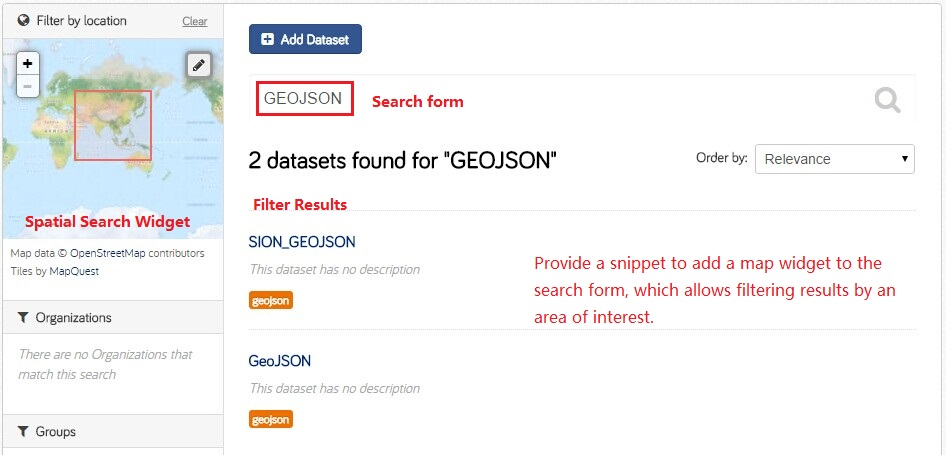 Filter by location
Clear
+
−
AFRICA
Spatial Search Widget
Map data © OpenStreetMap contributors
Tiles by MapQuest
Organizations
There are no Organizations that
match this search
Groups
Add Dataset
GEOJSON
Search form
2 datasets found for "GEOJSON"
Order by:
Relevance
Filter Results
SION_GEOJSON
This dataset has no description
geojson
Provide a snippet to add a map widget to the
search form, which allows filtering results by an
area of interest.
GeoJSON
This dataset has no description
geojson